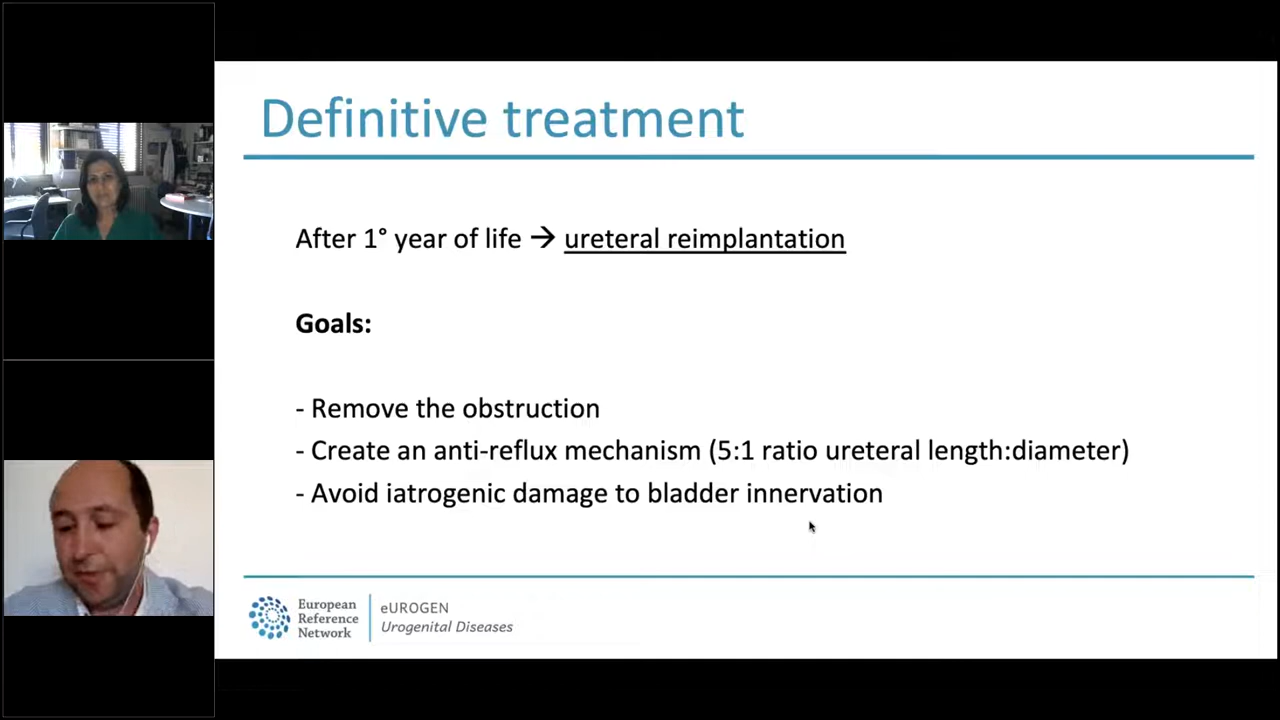 Definitive treatment
After 1° year of life → ureteral reimplantation
Goals:
- Remove the obstruction
- Create an anti-reflux mechanism (5:1 ratio ureteral length:diameter)
- Avoid iatrogenic damage to bladder innervation
European
Reference
Network
eUROGEN
Urogenital Diseases